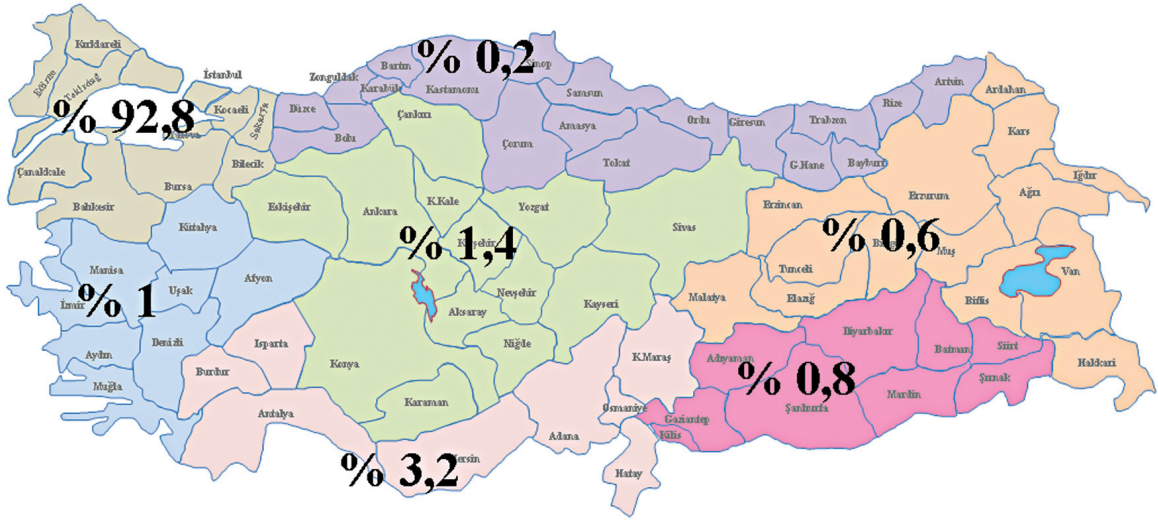 Kırklareli
Edirne
Tekirdağ
İstanbul
% 92,8
Kocaeli
Sakarya
Yalova
Çanakkale
Bursa
Bilecik
Balıkesir
Zonguldak
Bartın
% 0,2
Sinop
Karabük
Kastamonu
Düzce
Bolu
Samsun
Çorum
Amasya
Tokat
Ordu
Giresun
Trabzon
G.Hane
Bayburt
Rize
Artvin
Ardahan
Kars
Iğdır
Ağrı
Erzurum
Erzincan
% 0,6
Muş
Tunceli
Elazığ
Malatya
Bitlis
Van
Hakkari
Çankırı
Eskişehir
Ankara
K.Kale
Yozgat
Sivas
% 1,4
Kırşehir
Nevşehir
Kayseri
Aksaray
Niğde
Konya
Karaman
Kütahya
Manisa
İzmir
% 1
Uşak
Afyon
Aydın
Denizli
Muğla
Isparta
Burdur
Antalya
% 3,2
Mersin
Adana
K.Maraş
Osmaniye
Hatay
Adıyaman
Diyarbakır
Batman
Siirt
Şırnak
% 0,8
Mardin
Şanlıurfa
Gaziantep
Kilis